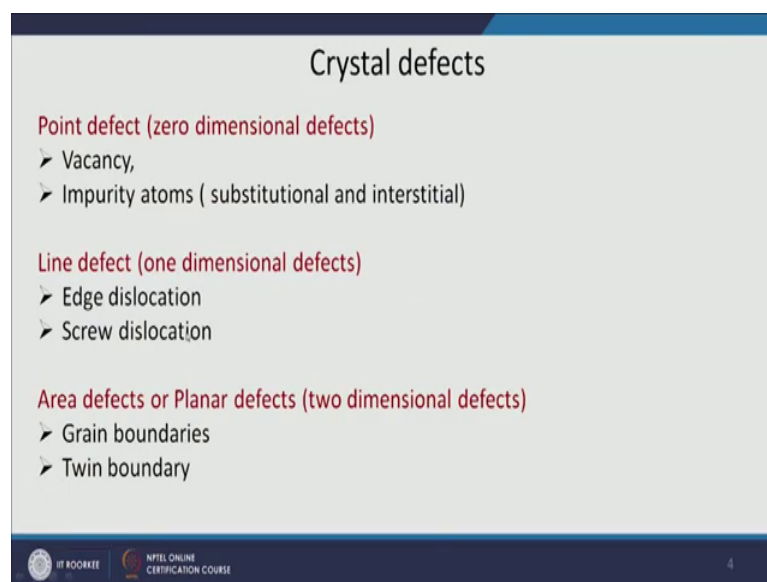 Crystal defects
Point defect (zero dimensional defects)
➤ Vacancy,
➤ Impurity atoms ( substitutional and interstitial)
Line defect (one dimensional defects)
➤ Edge dislocation
➤ Screw dislocation
Area defects or Planar defects (two dimensional defects)
➤ Grain boundaries
➤ Twin boundary
IIT ROORKEE
NPTEL ONLINE
CERTIFICATION COURSE
4